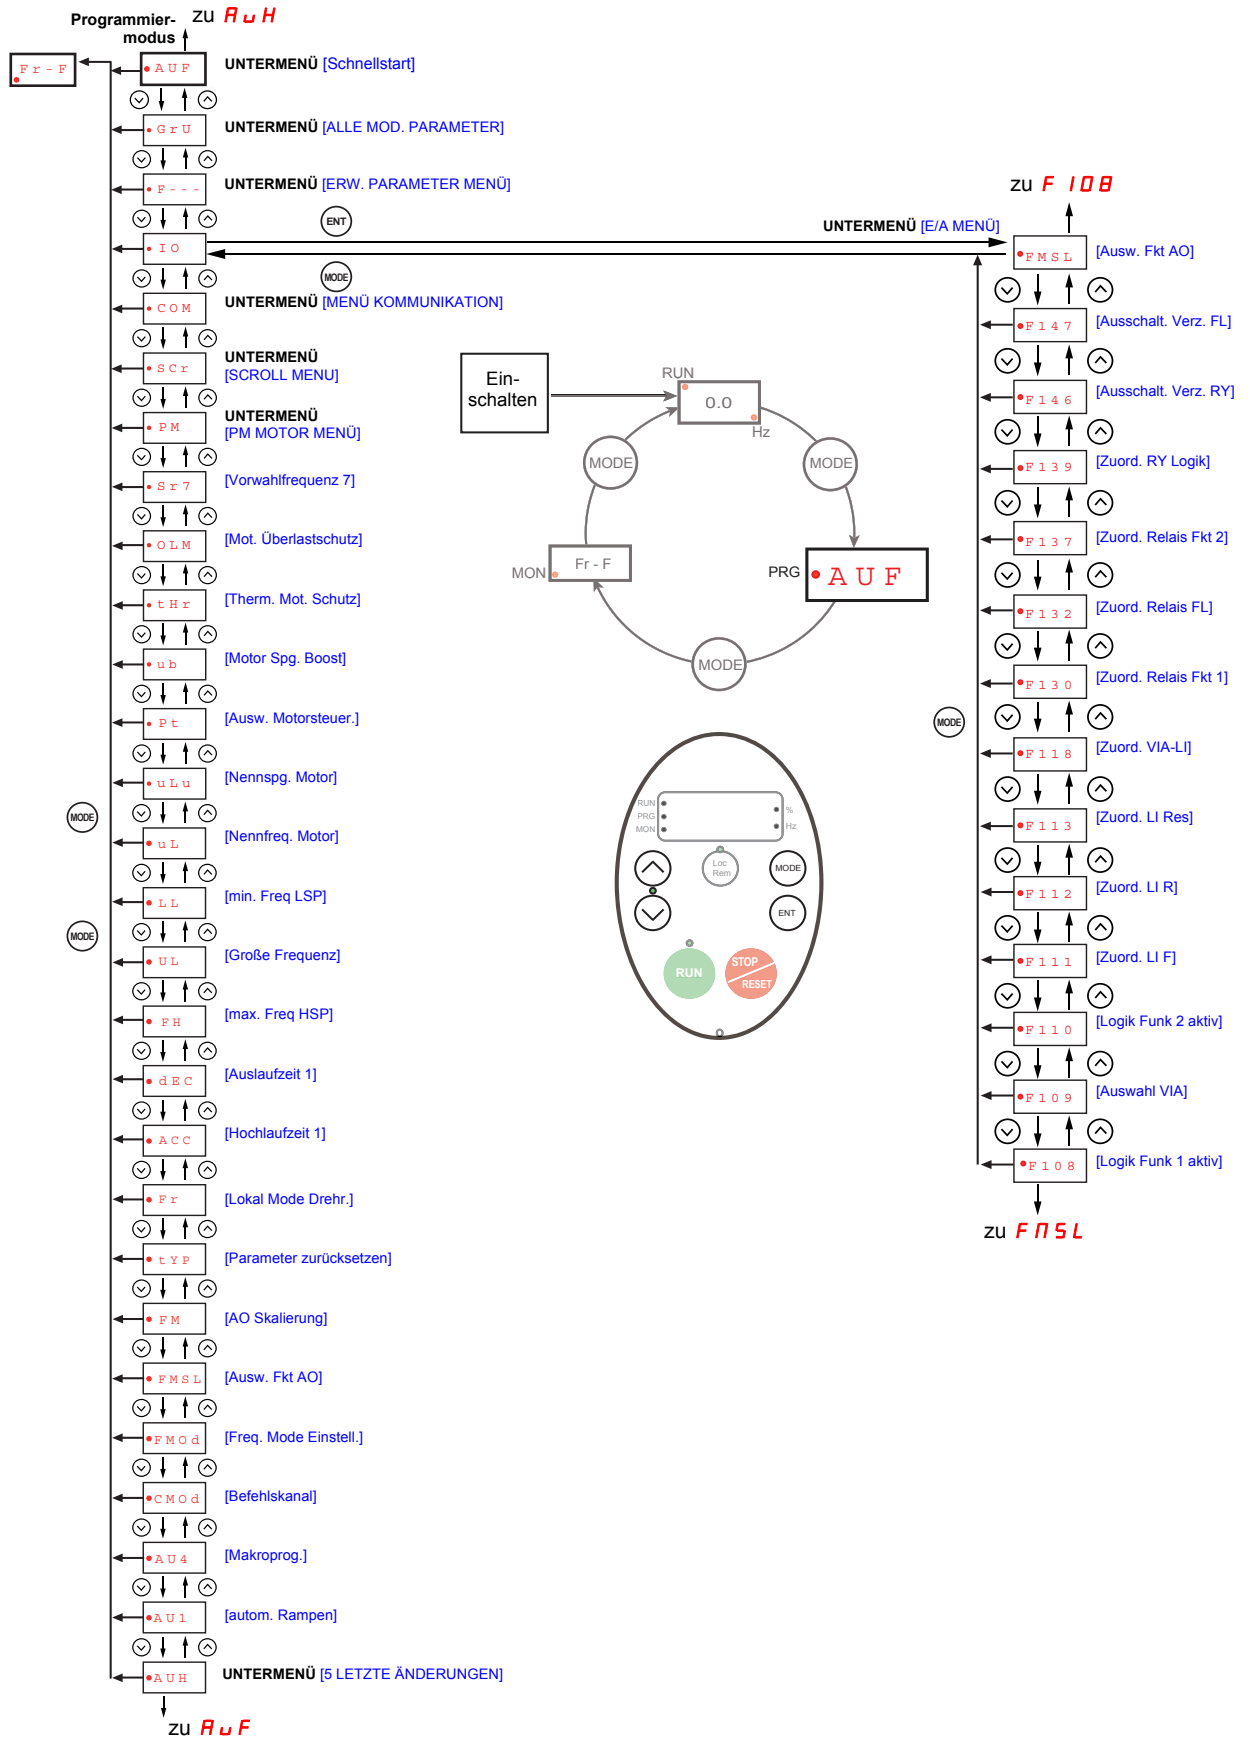 Programmier-
modus
zu AuH
Fr-F
AUF
UNTERMENÜ [Schnellstart]
GrU
UNTERMENÜ [ALLE MOD. PARAMETER]
F---
UNTERMENÜ [ERW. PARAMETER MENÜ]
IO
ENT
MODE
COM
UNTERMENÜ [MENÜ KOMMUNIKATION]
SCr
UNTERMENÜ
[SCROLL MENU]
PM
UNTERMENÜ
[PM MOTOR MENÜ]
Sr7
[Vorwahlfrequenz 7]
OLM
[Mot. Überlastschutz]
tHr
[Therm. Mot. Schutz]
ub
[Motor Spg. Boost]
Pt
[Ausw. Motorsteuer.]
uLu
[Nennspg. Motor]
MODE
uL
[Nennfreq. Motor]
LL
[min. Freq LSP]
MODE
UL
[Große Frequenz]
FH
[max. Freq HSP]
dEC
[Auslaufzeit 1]
ACC
[Hochlaufzeit 1]
Fr
[Lokal Mode Drehr.]
tYP
[Parameter zurücksetzen]
FM
[AO Skalierung]
FMSL
[Ausw. Fkt AO]
FMOd
[Freq. Mode Einstell.]
CMOd
[Befehlskanal]
AU4
[Makroprog.]
AU1
[autom. Rampen]
AUH
UNTERMENÜ [5 LETZTE ÄNDERUNGEN]
zu AuF
Ein-
schalten
RUN
0.0
Hz
MODE
MODE
MON
Fr - F
PRG
AUF
MODE
RUN
PRG
MON
%
Hz
Loc
Rem
MODE
ENT
RUN
STOP
RESET
zu F108
UNTERMENÜ [E/A MENÜ]
FMSL
[Ausw. Fkt AO]
F147
[Ausschalt. Verz. FL]
F146
[Ausschalt. Verz. RY]
F139
[Zuord. RY Logik]
F137
[Zuord. Relais Fkt 2]
F132
[Zuord. Relais FL]
F130
[Zuord. Relais Fkt 1]
MODE
F118
[Zuord. VIA-LI]
F113
[Zuord. LI Res]
F112
[Zuord. LI R]
F111
[Zuord. LI F]
F110
[Logik Funk 2 aktiv]
F109
[Auswahl VIA]
F108
[Logik Funk 1 aktiv]
zu FMSL